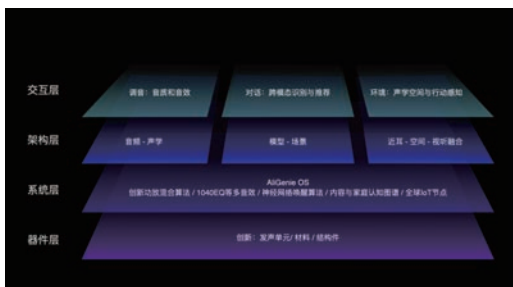 交互层
调音：音质和音效
对话：跨模态识别与推荐
环境：声学空间与行动感知
架构层
音频-声学
模型-场景
近耳-空间-视听融合
系统层
AliGenie OS
创新功放混合算法 / 1040EQ等多音效 / 神经网络唤醒算法 / 内容与家庭认知图谱 / 全球IoT节点
器件层
创新：发声单元/ 材料 / 结构件